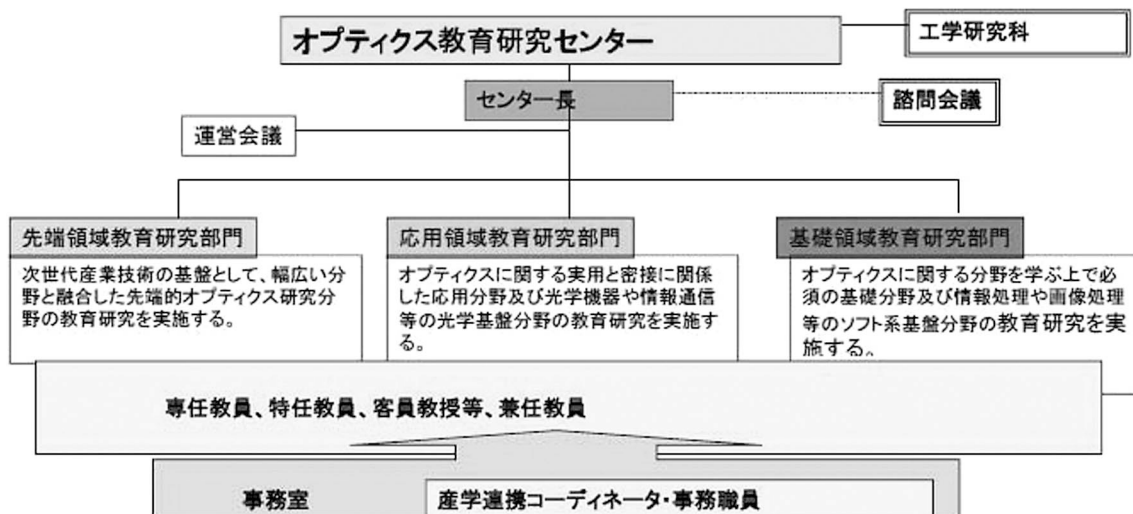 オプティクス教育研究センター
工学研究科
センター長
諮問会議
運営会議
先端領域教育研究部門
次世代産業技術の基盤として、幅広い分
野と融合した先端的オプティクス研究分
野の教育研究を実施する。
応用領域教育研究部門
オプティクスに関する実用と密接に関係
した応用分野及び光学機器や情報通信
等の光学基盤分野の教育研究を実施す
る。
基礎領域教育研究部門
オプティクスに関する分野を学ぶ上で必
須の基礎分野及び情報処理や画像処理
等のソフト系基盤分野の教育研究を実
施する。
専任教員、特任教員、客員教授等、兼任教員
事務室
産学連携コーディネータ・事務職員